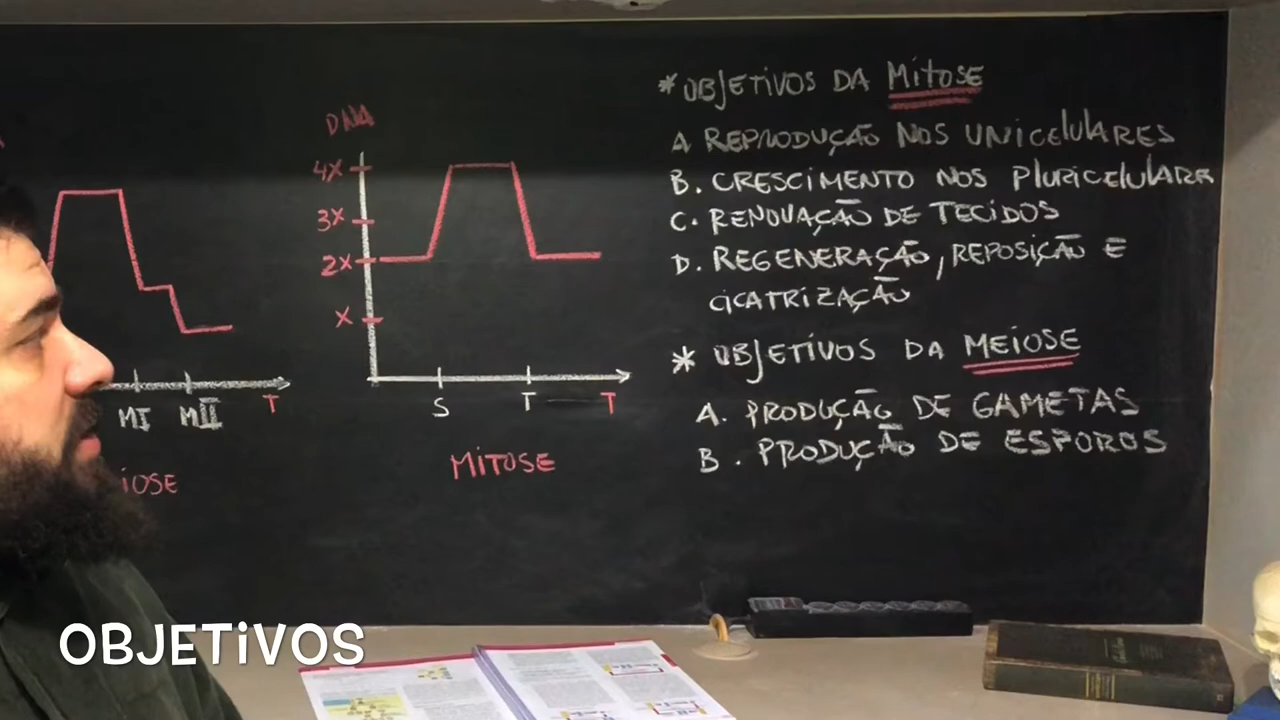 DNA
4X
3X
2X
X
S T T
MITOSE
MI MII T
IOSE
*OBJETIVOS DA MITOSE
A REPRODUÇÃO NOS UNICELULARES
B. CRESCIMENTO NOS PLURICELULARES
C. RENOVAÇÃO DE TECIDOS
D. REGENERAÇÃO, REPOSIÇÃO E
CICATRIZAÇÃO
* OBJETIVOS DA MEIOSE
A. PRODUÇÃO DE GAMETAS
B. PRODUÇÃO DE ESPOROS
OBJETIVOS